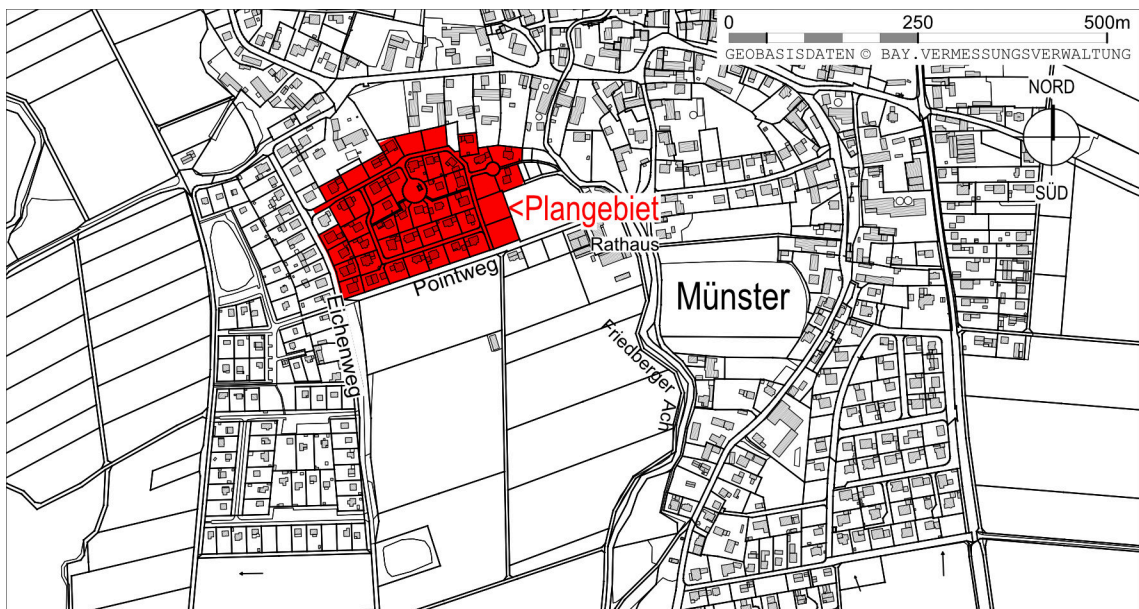 0 250 500m
GEOBASISDATEN © BAY.VERMESSUNGSVERWALTUNG
NORD
SÜD
<Plangebiet
Rathaus
Pointweg
Münster
Eichenweg
Friedberger Ach